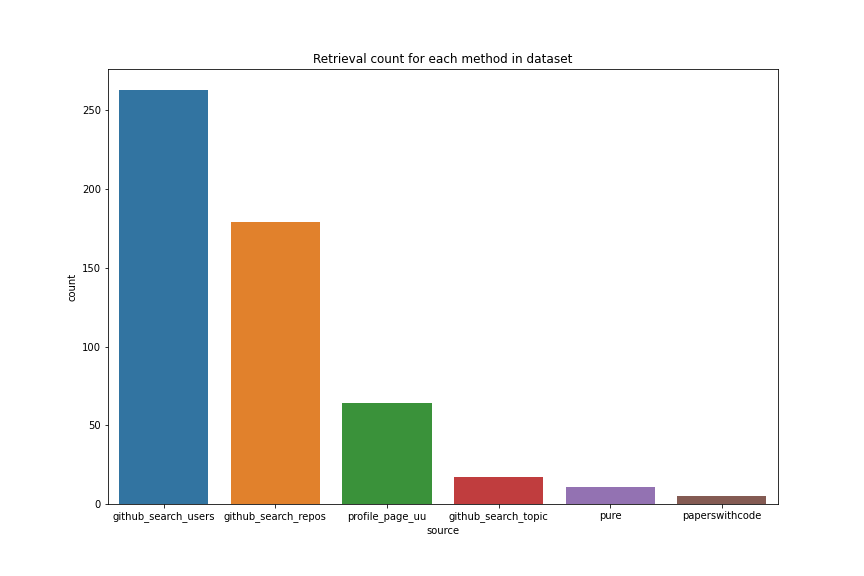 Retrieval count for each method in dataset
250
200
150
100
50
0
count
github_search_users github_search_repos profile_page_uu github_search_topic pure paperswithcode
source